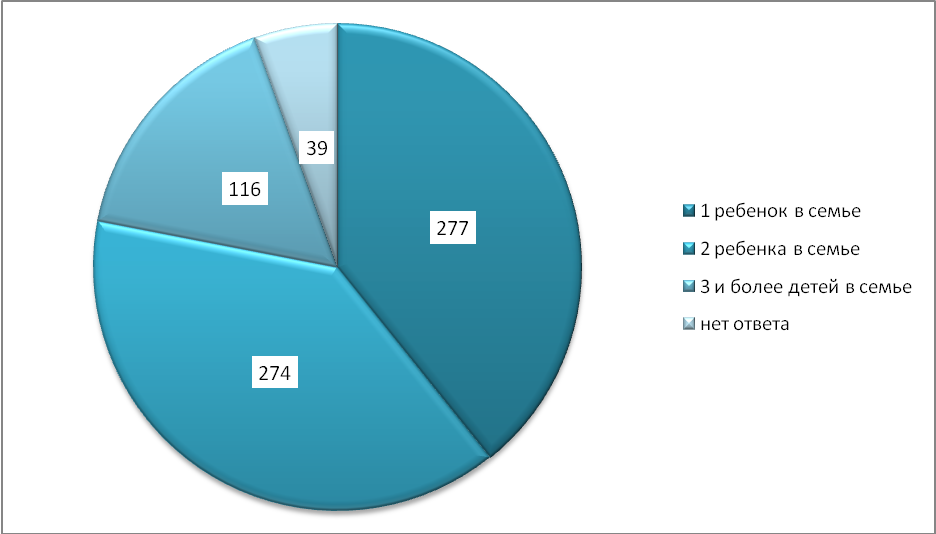 39
116
277
274
1 ребенок в семье
2 ребенка в семье
3 и более детей в семье
нет ответа